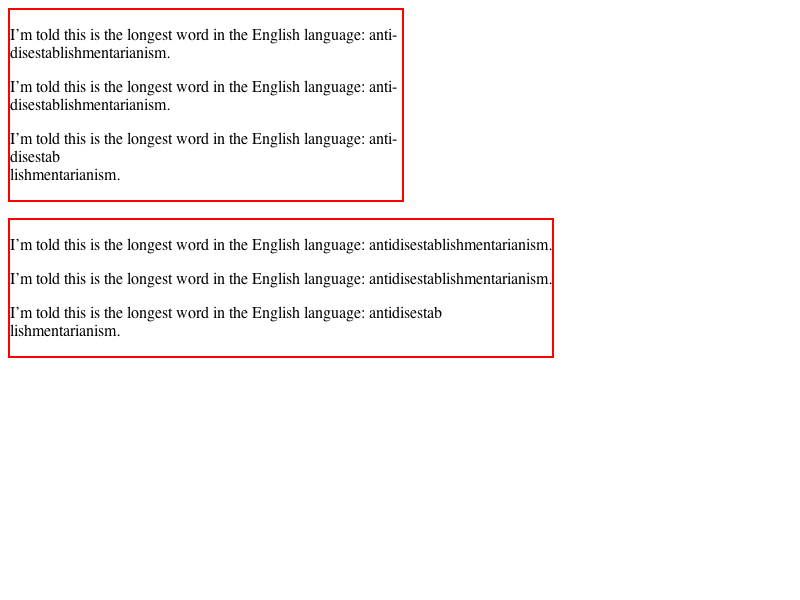 I’m told this is the longest word in the English language: anti-
disestablishmentarianism.
I’m told this is the longest word in the English language: anti-
disestablishmentarianism.
I’m told this is the longest word in the English language: anti-
disestab
lishmentarianism.
I’m told this is the longest word in the English language: antidisestablishmentarianism.
I’m told this is the longest word in the English language: antidisestablishmentarianism.
I’m told this is the longest word in the English language: antidisestab
lishmentarianism.